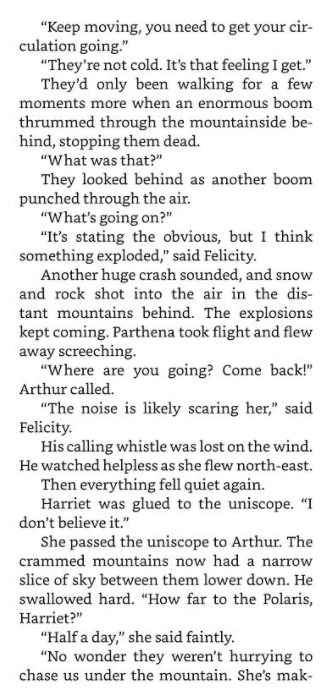 “Keep moving, you need to get your cir-
culation going.”
“They’re not cold. It’s that feeling I get.”
They’d only been walking for a few
moments more when an enormous boom
thrummed through the mountainside be-
hind, stopping them dead.
“What was that?”
They looked behind as another boom
punched through the air.
“What’s going on?”
“It’s stating the obvious, but I think
something exploded,” said Felicity.
Another huge crash sounded, and snow
and rock shot into the air in the dis-
tant mountains behind. The explosions
kept coming. Parthena took flight and flew
away screeching.
“Where are you going? Come back!”
Arthur called.
“The noise is likely scaring her,” said
Felicity.
His calling whistle was lost on the wind.
He watched helpless as she flew north-east.
Then everything fell quiet again.
Harriet was glued to the uniscope. “I
don’t believe it.”
She passed the uniscope to Arthur. The
crammed mountains now had a narrow
slice of sky between them lower down. He
swallowed hard. “How far to the Polaris,
Harriet?”
“Half a day,” she said faintly.
“No wonder they weren’t hurrying to
chase us under the mountain. She’s mak-